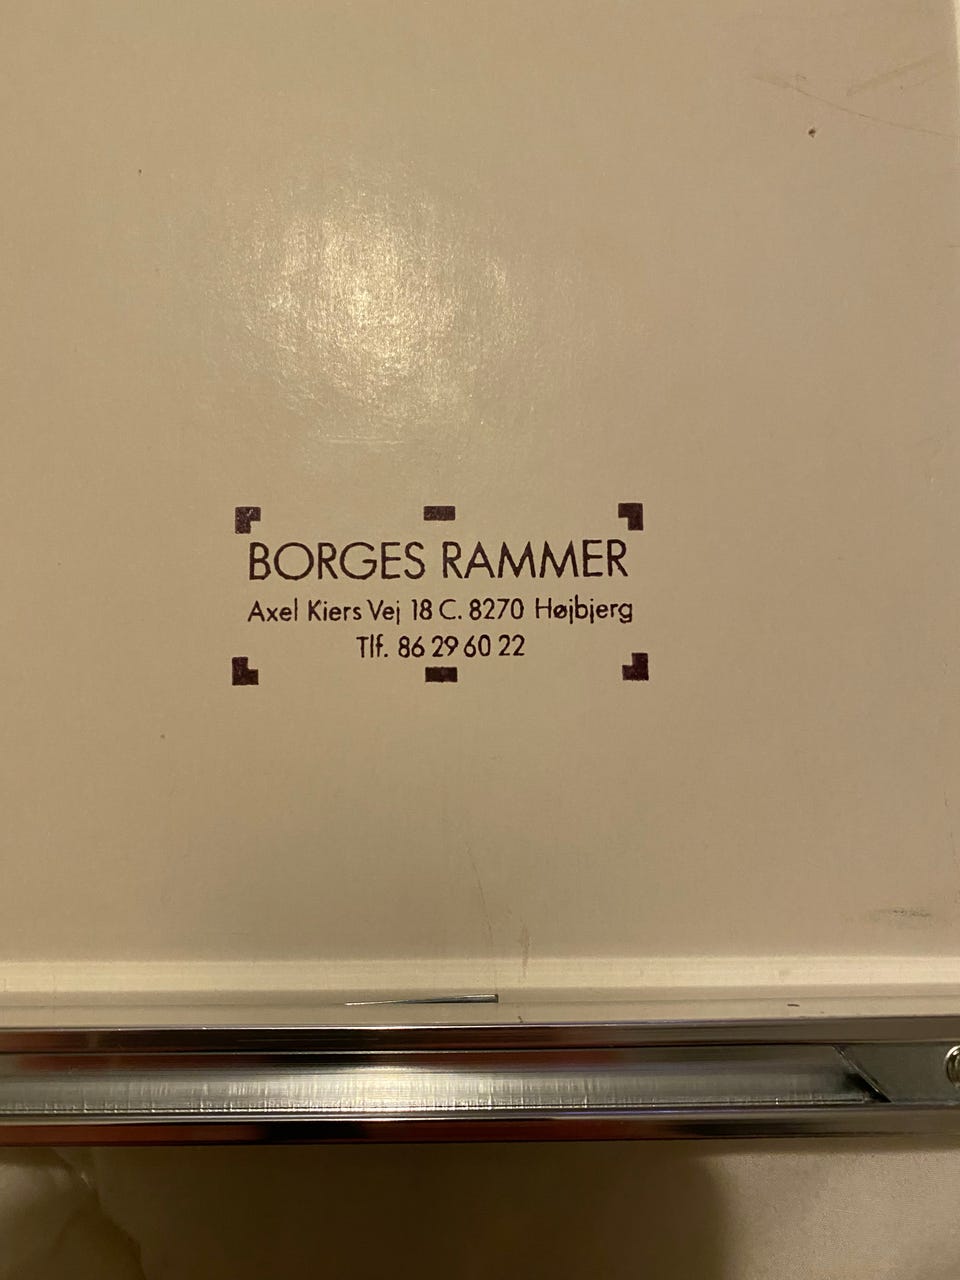 BORGES RAMMER
Axel Kiers Vej 18 C. 8270 Højbjerg
Tlf. 86 29 60 22